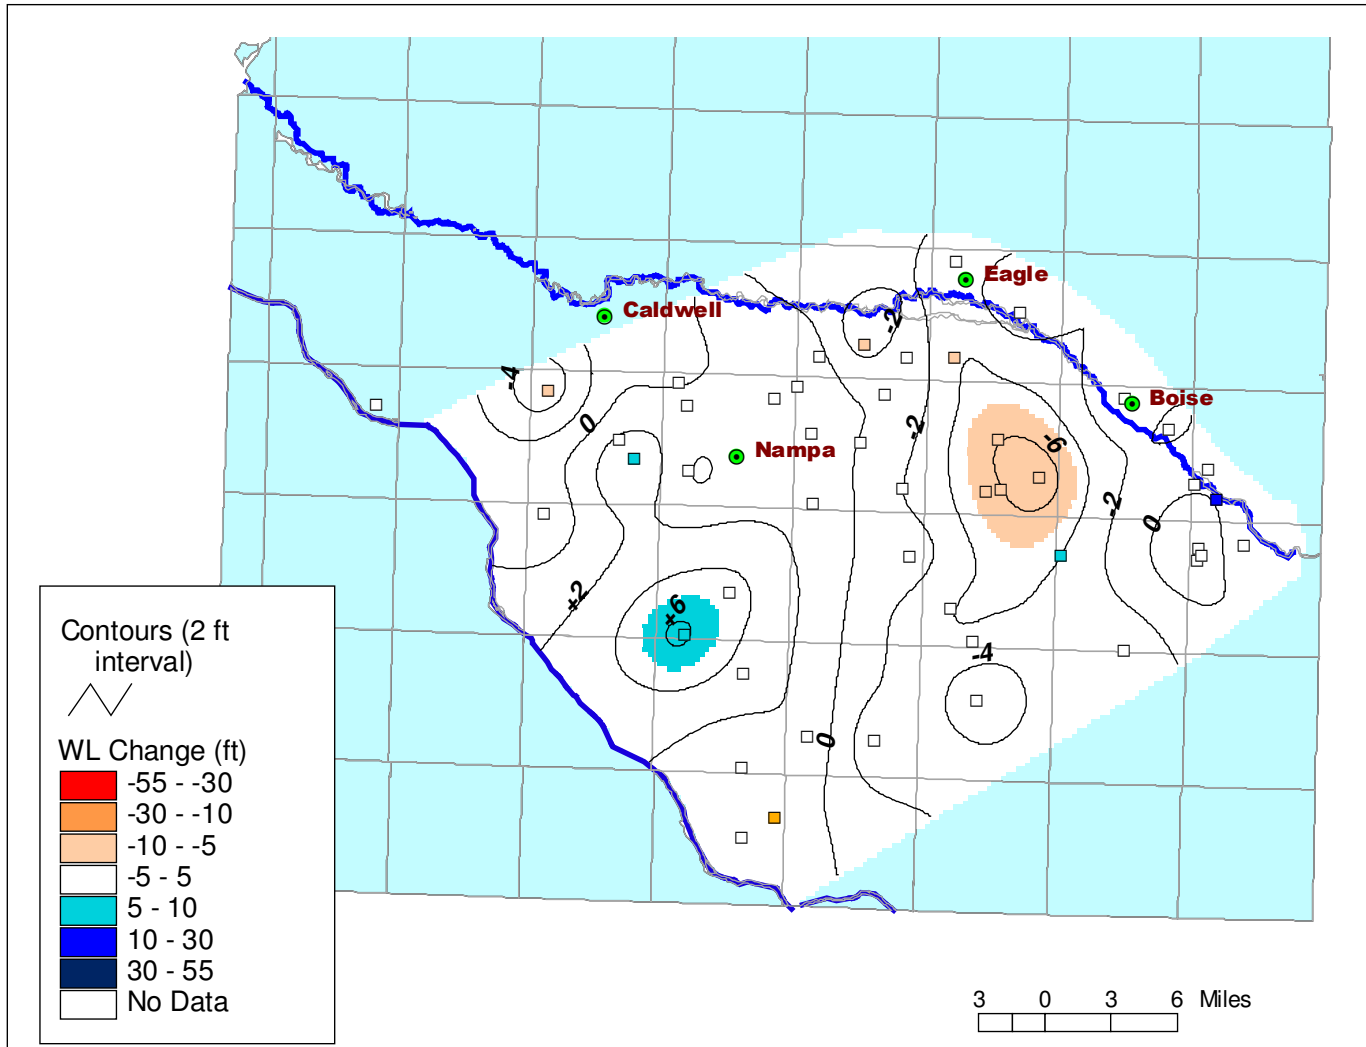 Eagle
-2
Caldwell
-4
Boise
0
-2
-6
Nampa
-2
0
+2
+6
-4
0
Contours (2 ft
interval)
WL Change (ft)
-55 - -30
-30 - -10
-10 - -5
-5 - 5
5 - 10
10 - 30
30 - 55
No Data
3 0 3 6 Miles